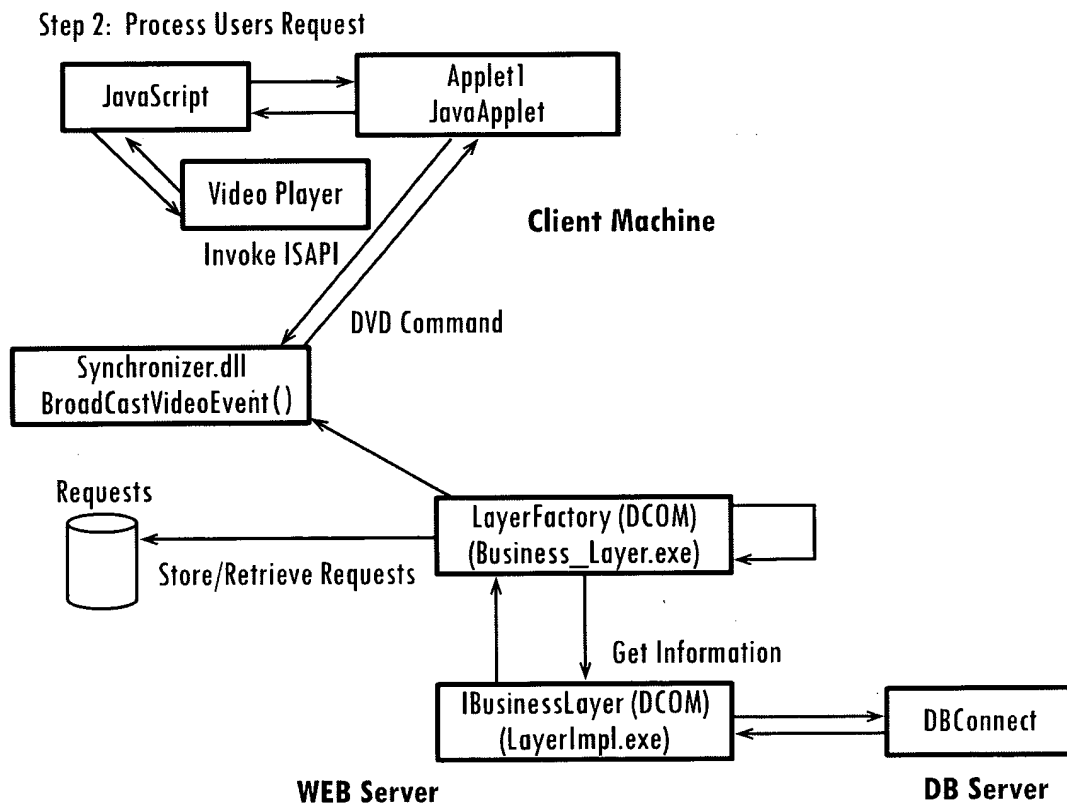 Step 2: Process Users Request
JavaScript
Applet1
JavaApplet
Video Player
Client Machine
Invoke ISAPI
DVD Command
Synchronizer.dll
BroadCastVideoEvent()
Requests
LayerFactory (DCOM)
(Business_Layer.exe)
Store/Retrieve Requests
Get Information
IBusinessLayer (DCOM)
(LayerImpl.exe)
DBConnect
WEB Server
DB Server